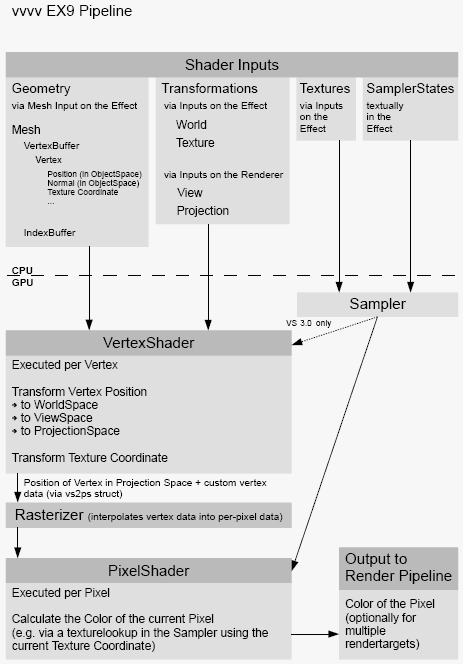 vvvv EX9 Pipeline
Shader Inputs
Geometry
via Mesh Input on the Effect
Mesh
VertexBuffer
Vertex
Position (in ObjectSpace)
Normal (in ObjectSpace)
Texture Coordinate
...
IndexBuffer
Transformations
via Inputs on the Effect
World
Texture
via Inputs on the Renderer
View
Projection
Textures
via Inputs
on the
Effect
SamplerStates
textually
in the
Effect
CPU
GPU
Sampler
VS 3.0 only
VertexShader
Executed per Vertex
Transform Vertex Position
➔ to WorldSpace
➔ to ViewSpace
➔ to ProjectionSpace
Transform Texture Coordinate
Position of Vertex in Projection Space + custom vertex
data (via vs2ps struct)
Rasterizer (interpolates vertex data into per-pixel data)
PixelShader
Executed per Pixel
Calculate the Color of the current Pixel
(e.g. via a texturelookup in the Sampler using the
current Texture Coordinate)
Output to
Render Pipeline
Color of the Pixel
(optionally for
multiple
rendertargets)